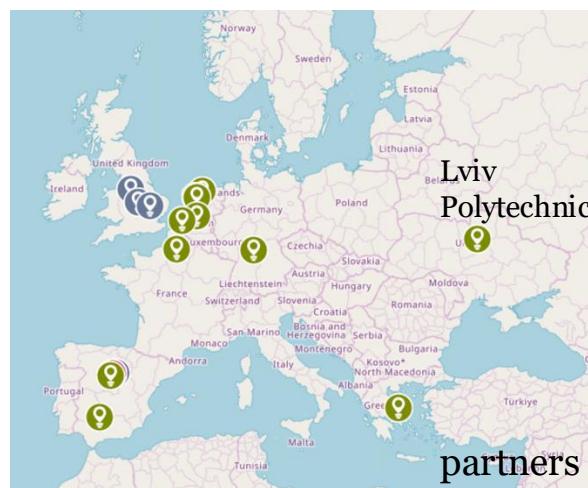 Norway
Sweden
Estonia
Latvia
Denmark
Lithuania
United Kingdom
Lviv
Ireland
Polytechnic
Germany
Poland
Luxembourg
Czechia
Slovakia
Moldova
Austria
France
Liechtenstein
Hungary
Switzerland
Slovenia
Romania
Croatia
San Marino
Bosnia and
Herzegovina
Serbia
Monaco
Montenegro
Bulgaria
Andorra
Kosovo*
Italy
North Macedonia
Albania
Portugal
Türkiye
Malta
Tunisia
partners